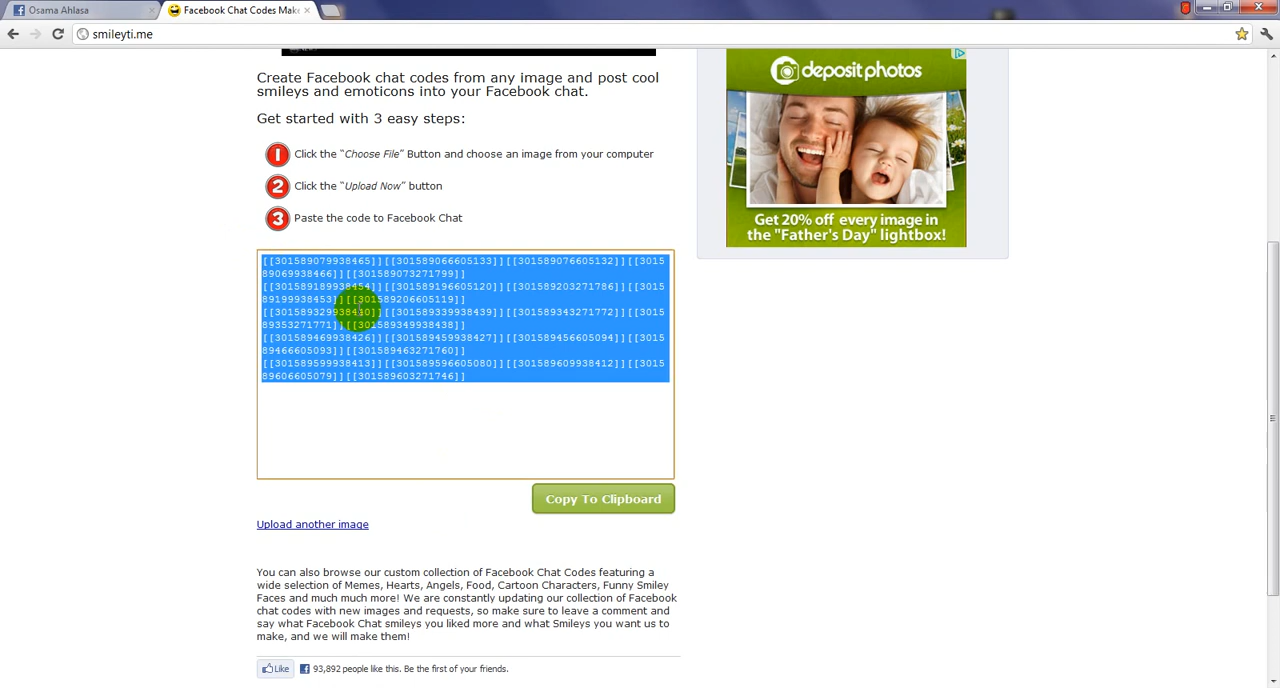 Osama Ahlasa
Facebook Chat Codes Mak
smileyti.me
Create Facebook chat codes from any image and post cool
smileys and emoticons into your Facebook chat.
Get started with 3 easy steps:
1 Click the “Choose File” Button and choose an image from your computer
2 Click the “Upload Now” button
3 Paste the code to Facebook Chat
[[301589079938465]][[301589066605133]][[301589076605132]][[3015
89069938466]][[301589073271799]]
[[301589189938454]][[301589196605120]][[301589203271786]][[3015
89199938453]][[301589206605119]]
[[301589329938440]][[301589339938439]][[301589343271772]][[3015
89353271771]][[301589349938438]]
[[301589469938426]][[301589459938427]][[301589456605094]][[3015
89466605093]][[301589463271760]]
[[301589599938413]][[301589596605080]][[301589609938412]][[3015
89606605079]][[301589603271746]]
Copy To Clipboard
Upload another image
You can also browse our custom collection of Facebook Chat Codes featuring a
wide selection of Memes, Hearts, Angels, Food, Cartoon Characters, Funny Smiley
Faces and much much more! We are constantly updating our collection of Facebook
chat codes with new images and requests, so make sure to leave a comment and
say what Facebook Chat smileys you liked more and what Smileys you want us to
make, and we will make them!
Like
93,892 people like this. Be the first of your friends.
depositphotos
Get 20% off every image in
the "Father's Day" lightbox!